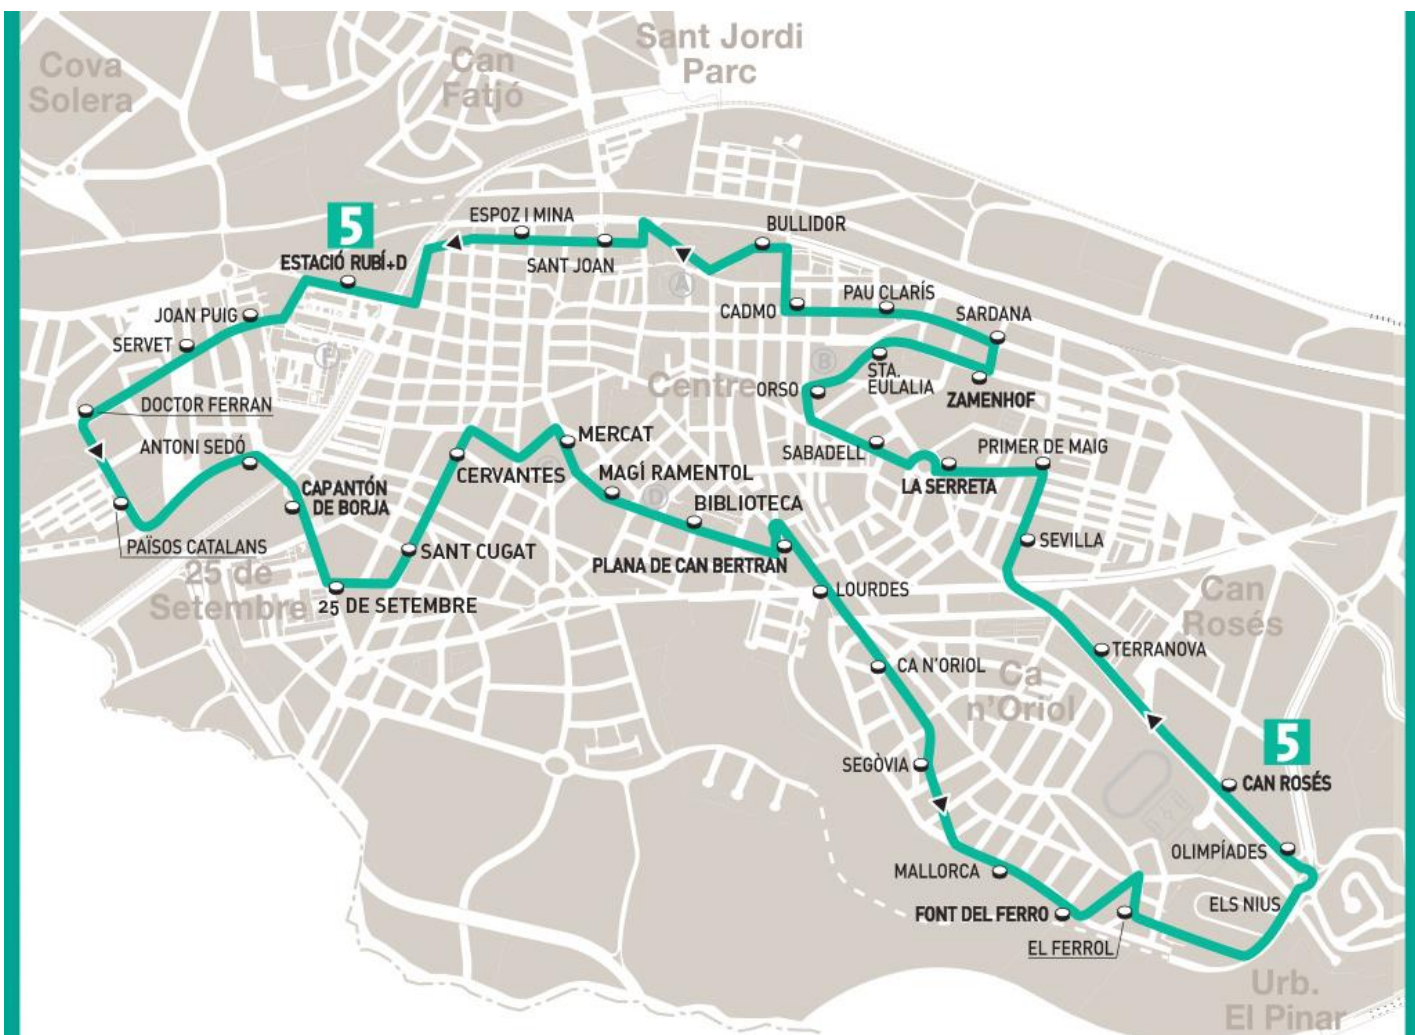 Sant Jordi
Parc
Cova
Solera
Can
Fatjó
5
ESTACIÓ RUBÍ+D
ESPOZ I MINA
SANT JOAN
BULLIDOR
A
CADMO
PAU CLARÍS
SARDANA
JOAN PUIG
SERVET
F
B
Centre
ORSO
STA.
EULALIA
ZAMENHOF
DOCTOR FERRAN
ANTONI SEDÓ
MERCAT
CERVANTES
SABADELL
PRIMER DE MAIG
LA SERRETA
CAP ANTÓN
DE BORJA
MAGÍ RAMENTOL
D
BIBLIOTECA
PAÏSOS CATALANS
SANT CUGAT
SEVILLA
PLANA DE CAN BERTRAN
25 de
Setembre
25 DE SETEMBRE
LOURDES
Can
Rosés
TERRANOVA
CA N'ORIOL
Ca
n'Oriol
SEGÒVIA
5
CAN ROSÉS
OLIMPÍADES
MALLORCA
ELS NIUS
FONT DEL FERRO
EL FERROL
Urb.
El Pinar